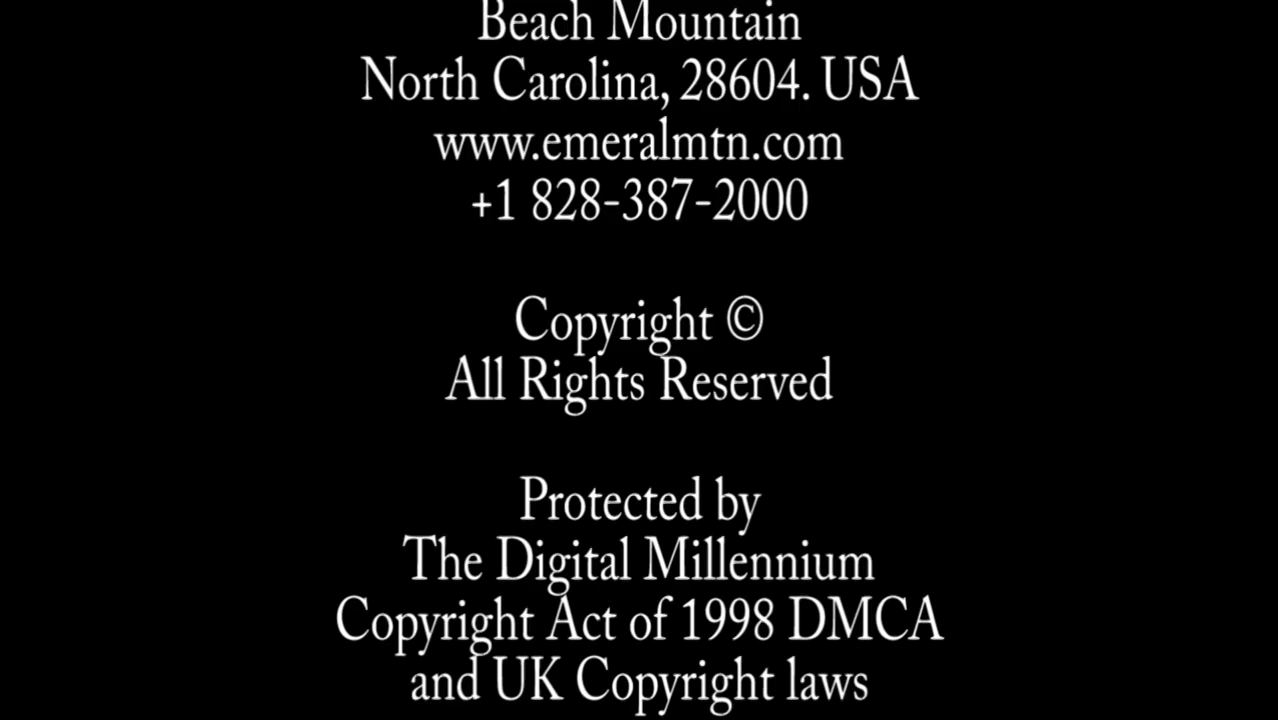 Beach Mountain
North Carolina, 28604. USA
www.emeralmtn.com
+1 828-387-2000
Copyright ©
All Rights Reserved
Protected by
The Digital Millennium
Copyright Act of 1998 DMCA
and UK Copyright laws